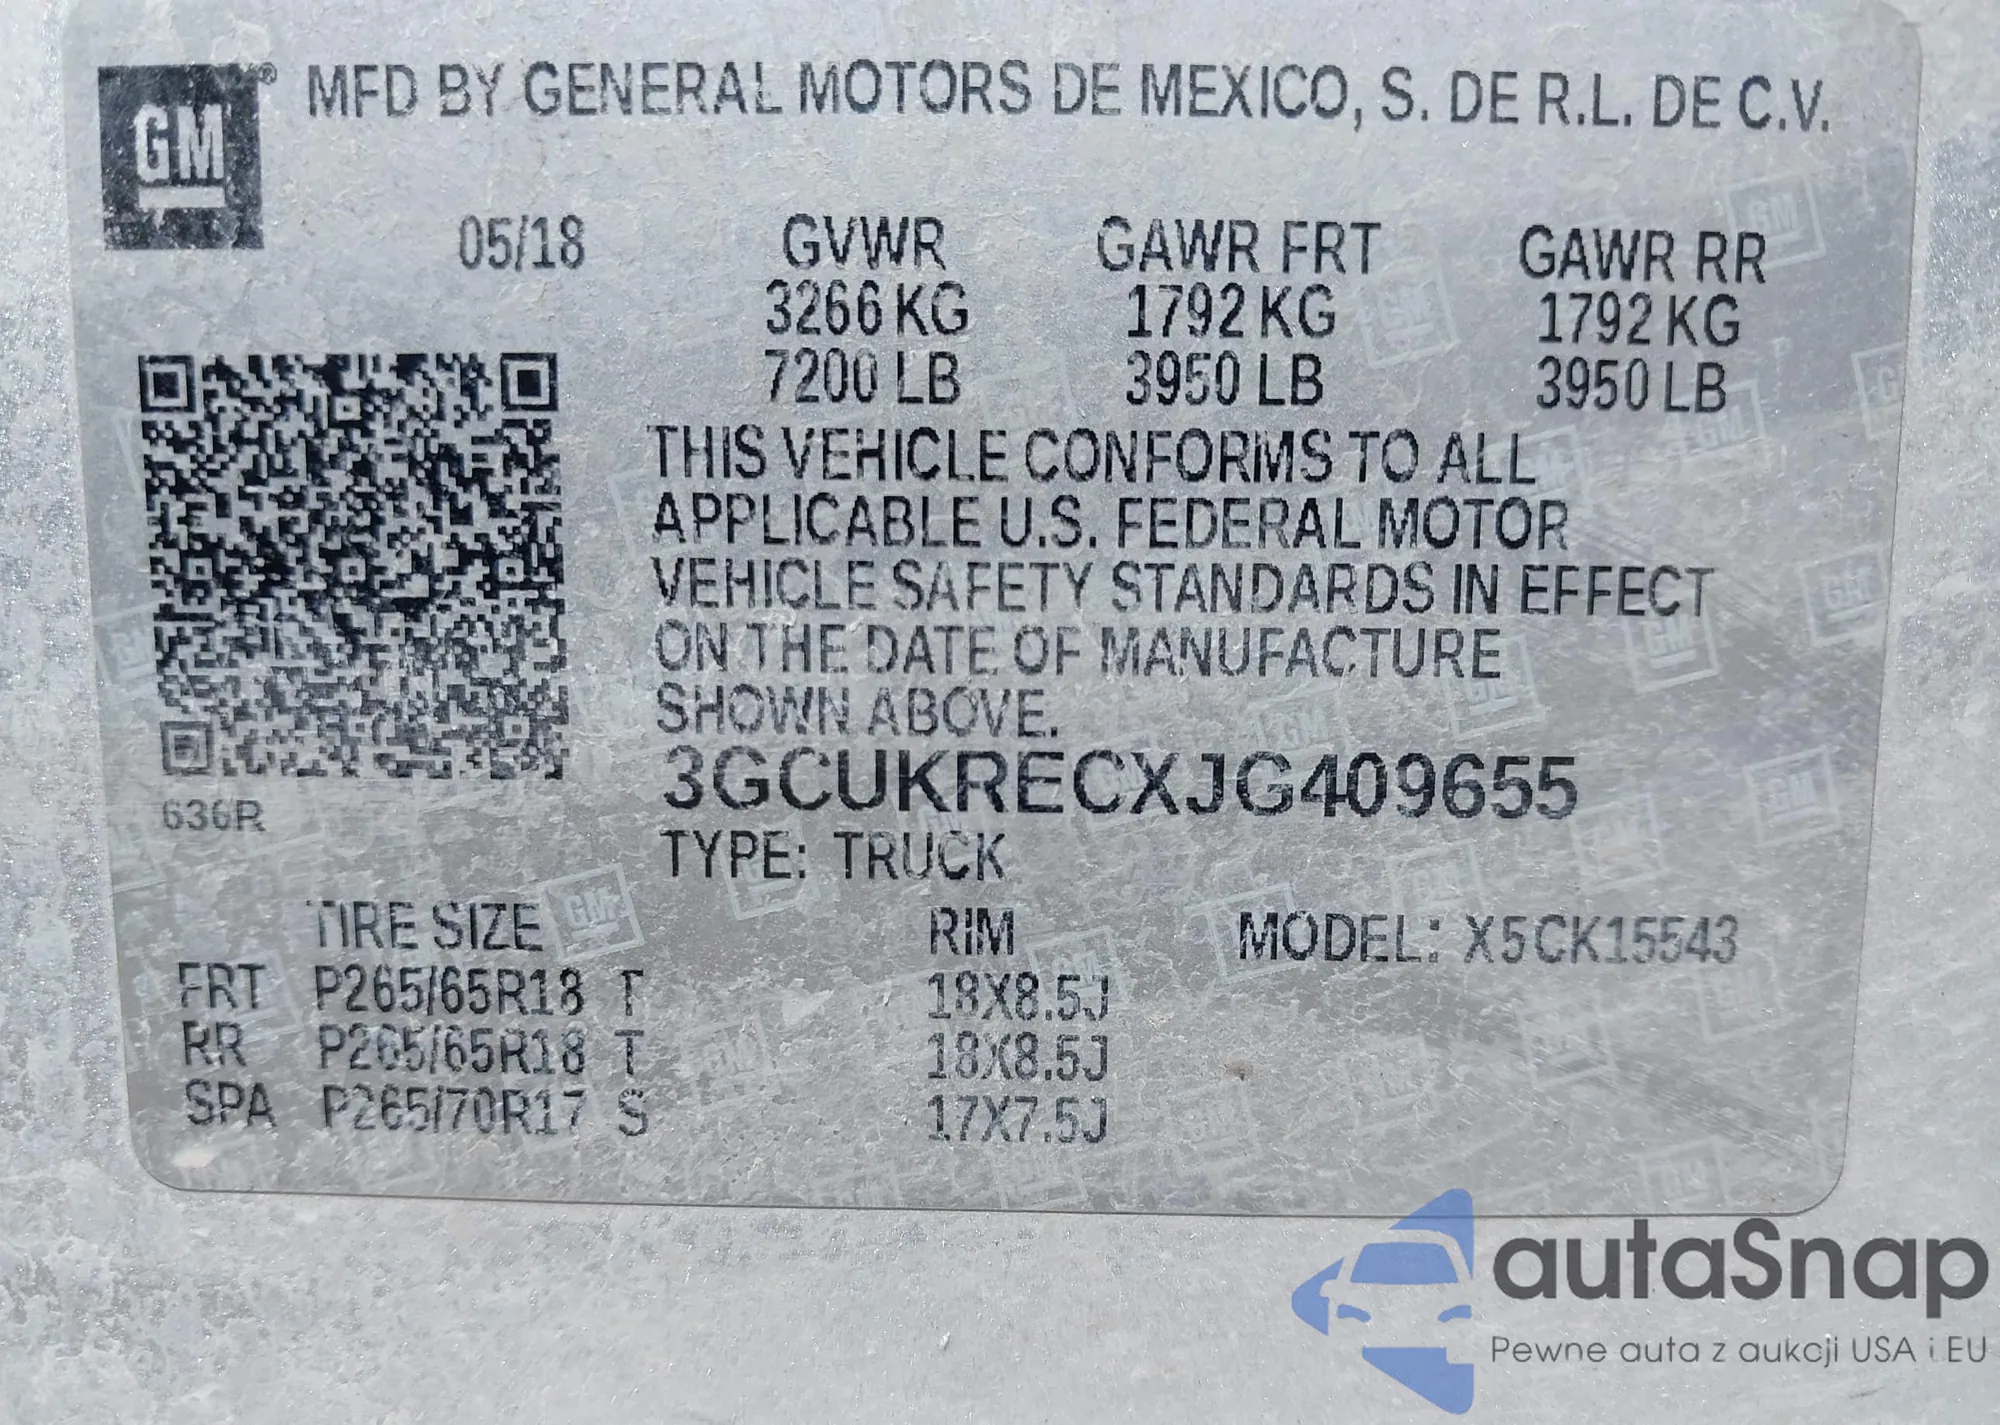 GM® MFD BY GENERAL MOTORS DE MEXICO, S. DE R.L. DE C.V.
05/18 GVWR GAWR FRT GAWR RR
3266 KG 1792 KG 1792 KG
7200 LB 3950 LB 3950 LB
THIS VEHICLE CONFORMS TO ALL
APPLICABLE U.S. FEDERAL MOTOR
VEHICLE SAFETY STANDARDS IN EFFECT
ON THE DATE OF MANUFACTURE
SHOWN ABOVE.
3GCUKRECXJG409655
636R
TYPE: TRUCK
TIRE SIZE RIM MODEL: X5CK15543
FRT P265/65R18 T 18X8.5J
RR P265/65R18 T 18X8.5J
SPA P265/70R17 S 17X7.5J
autaSnap
Pewne auta z aukcji USA i EU